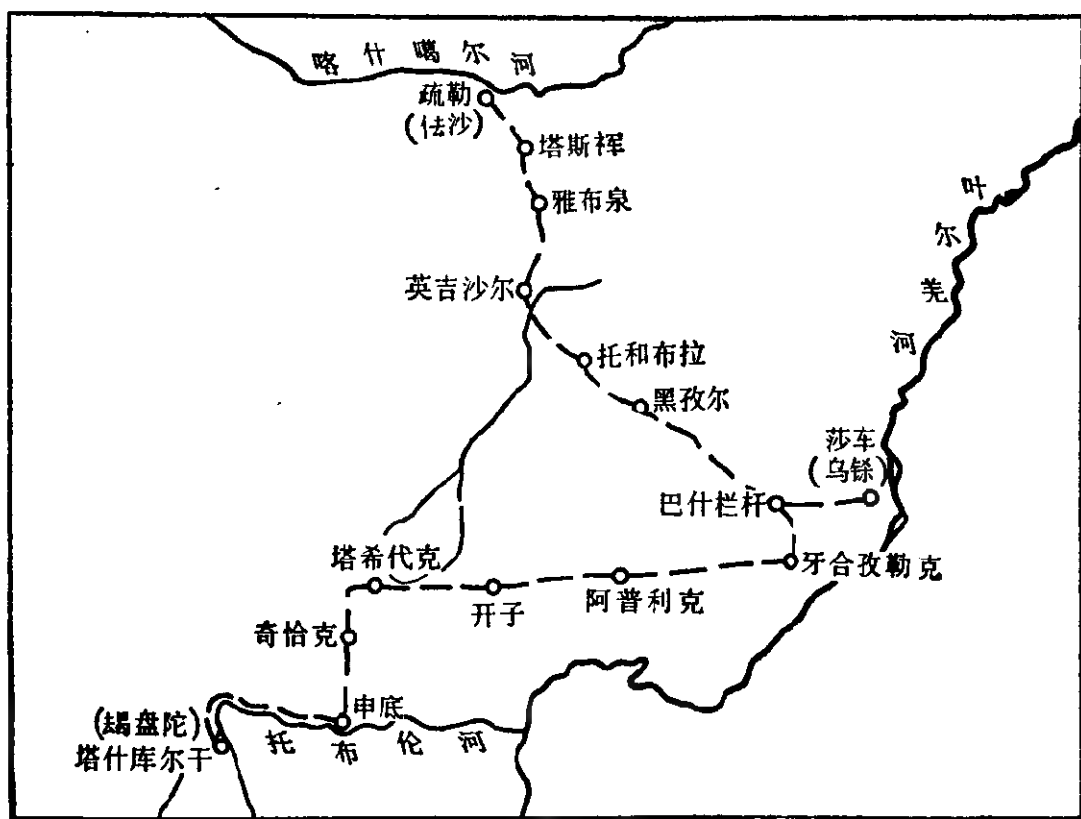 喀什噶尔河
疏勒
(佉沙)
塔斯裈
雅布泉
英吉沙尔
叶尔羌河
托和布拉
黑孜尔
莎车
(乌铩)
巴什栏杆
塔希代克
牙合孜勒克
开子
阿普利克
奇恰克
申底
(朅盘陀)
塔什库尔干
托布伦河